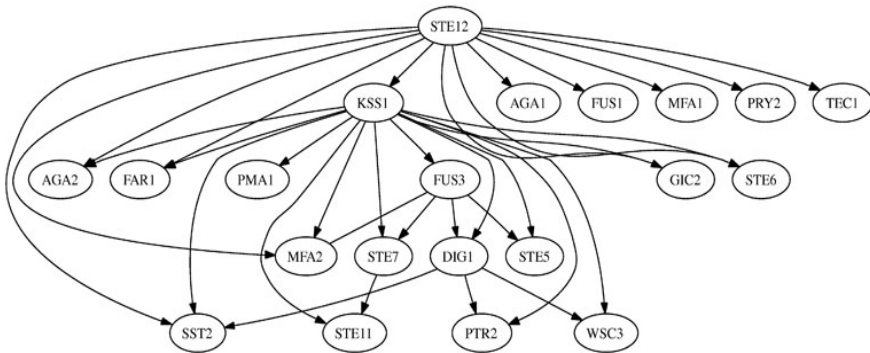 STE12
KSS1 AGA1 FUS1 MFA1 PRY2 TEC1
AGA2 FAR1 PMA1 FUS3 GIC2 STE6
MFA2 STE7 DIG1 STE5
SST2 STE11 PTR2 WSC3